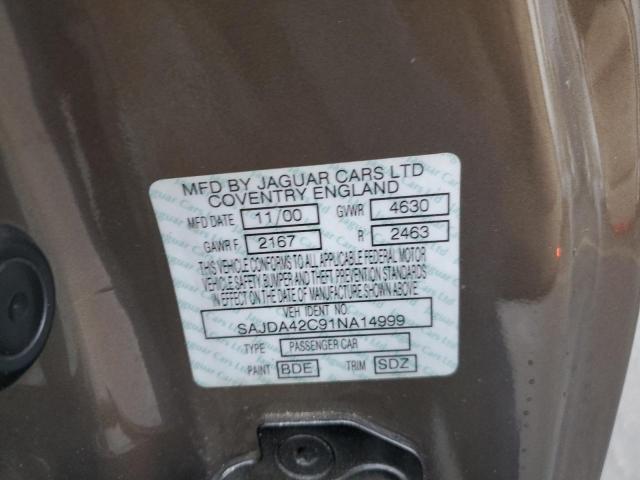 MFD BY JAGUAR CARS LTD
COVENTRY ENGLAND
MFD DATE 11/00 GVWR 4630
GAWR F. 2167 R 2463
THIS VEHICLE CONFORMS TO ALL APPLICABLE FEDERAL MOTOR
VEHICLE SAFETY BUMPER AND THEFT PREVENTION STANDARDS
IN EFFECT ON THE DATE OF MANUFACTURE SHOWN ABOVE.
VEH IDENT NO.
SAJDA42C91NA14999
TYPE PASSENGER CAR
PAINT BDE TRIM SDZ